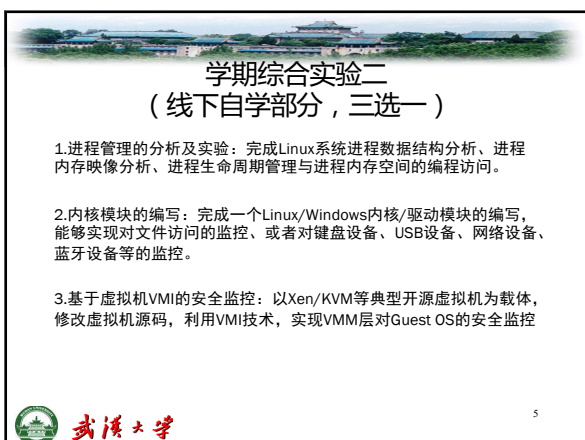 学期综合实验二
（线下自学部分，三选一）
1.进程管理的分析及实验：完成Linux系统进程数据结构分析、进程
内存映像分析、进程生命周期管理与进程内存空间的编程访问。
2.内核模块的编写：完成一个Linux/Windows内核/驱动模块的编写，
能够实现对文件访问的监控、或者对键盘设备、USB设备、网络设备、
蓝牙设备等的监控。
3.基于虚拟机VMI的安全监控：以Xen/KVM等典型开源虚拟机为载体，
修改虚拟机源码，利用VMI技术，实现VMM层对Guest OS的安全监控
武汉大学
5